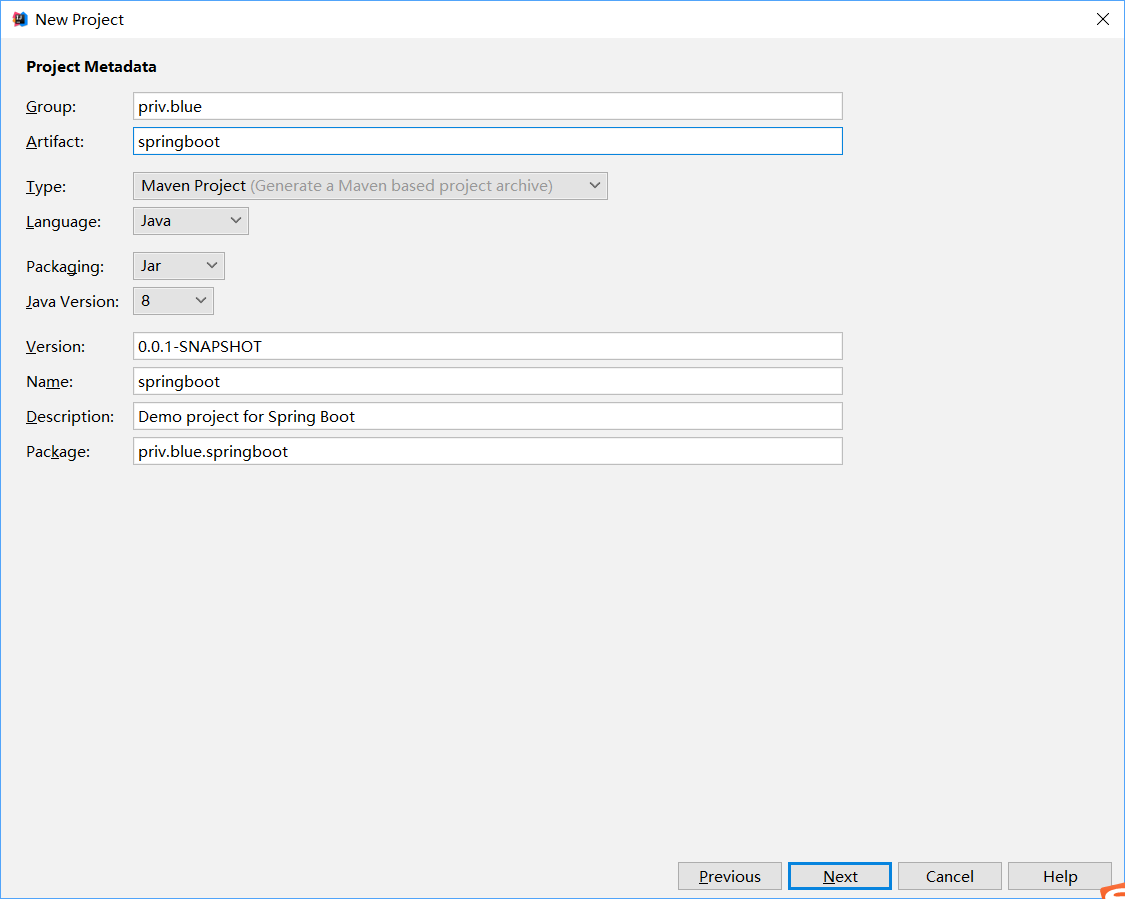 New Project
Project Metadata
Group: priv.blue
Artifact: springboot
Type: Maven Project (Generate a Maven based project archive)
Language: Java
Packaging: Jar
Java Version: 8
Version: 0.0.1-SNAPSHOT
Name: springboot
Description: Demo project for Spring Boot
Package: priv.blue.springboot
Previous Next Cancel Help